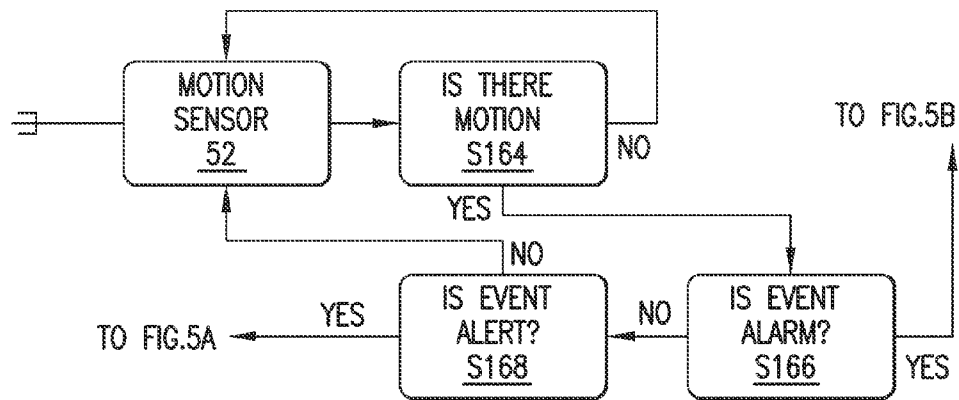 MOTION
SENSOR
52
IS THERE
MOTION
S164
NO
TO FIG.5B
YES
NO
IS EVENT
ALERT?
S168
YES
TO FIG.5A
NO
IS EVENT
ALARM?
S166
YES